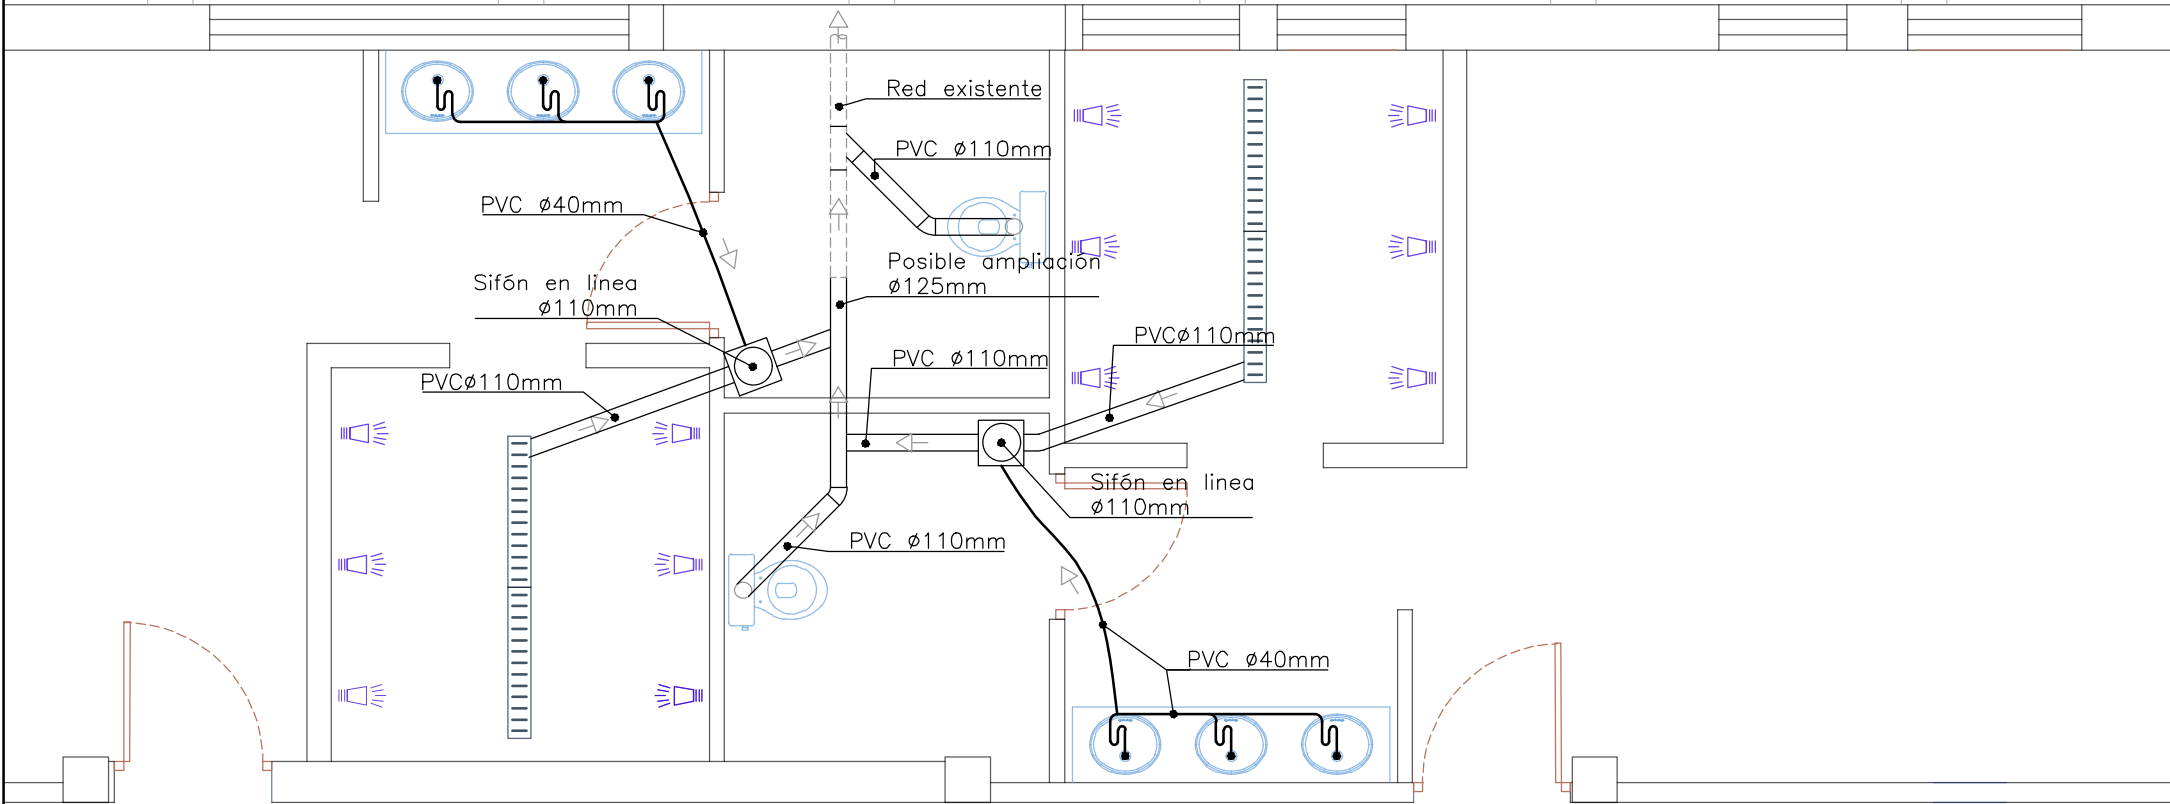 Red existente
PVC ø110mm
PVC ø40mm
Posible ampliación
ø125mm
Sifón en linea
ø110mm
PVCø110mm
PVC ø110mm
PVCø110mm
Sifón en linea
ø110mm
PVC ø110mm
PVC ø40mm